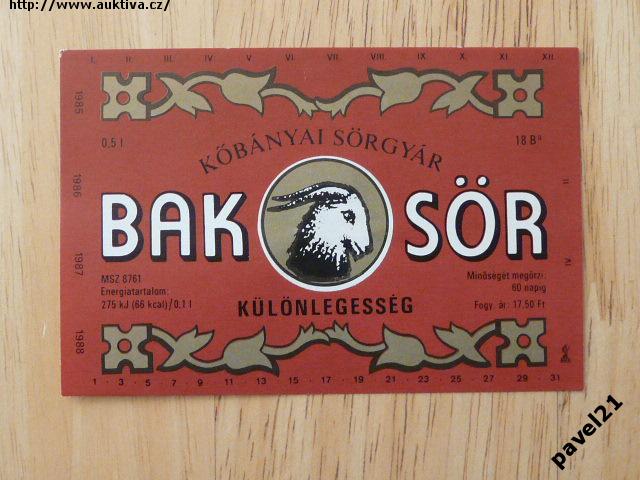 http://www.auktiva.cz/
I. II. III. IV. V. VI. VII. VIII. IX. X. XI. XII.
1985
0,5 l
KŐBÁNYAI SÖRGYÁR
18 B°
1986
II
BAK SÖR
1987
MSZ 8761
Energiatartalom:
275 kJ (66 kcal)/0,1 l
Minőségét megőrzi:
60 napig
Fogy. ár: 17,50 Ft
IV
KÜLÖNLEGESSÉG
1988
1 · 3 · 5 · 7 · 9 · 11 · 13 · 15 · 17 · 19 · 21 · 23 · 25 · 27 · 29 · 31
pavel21